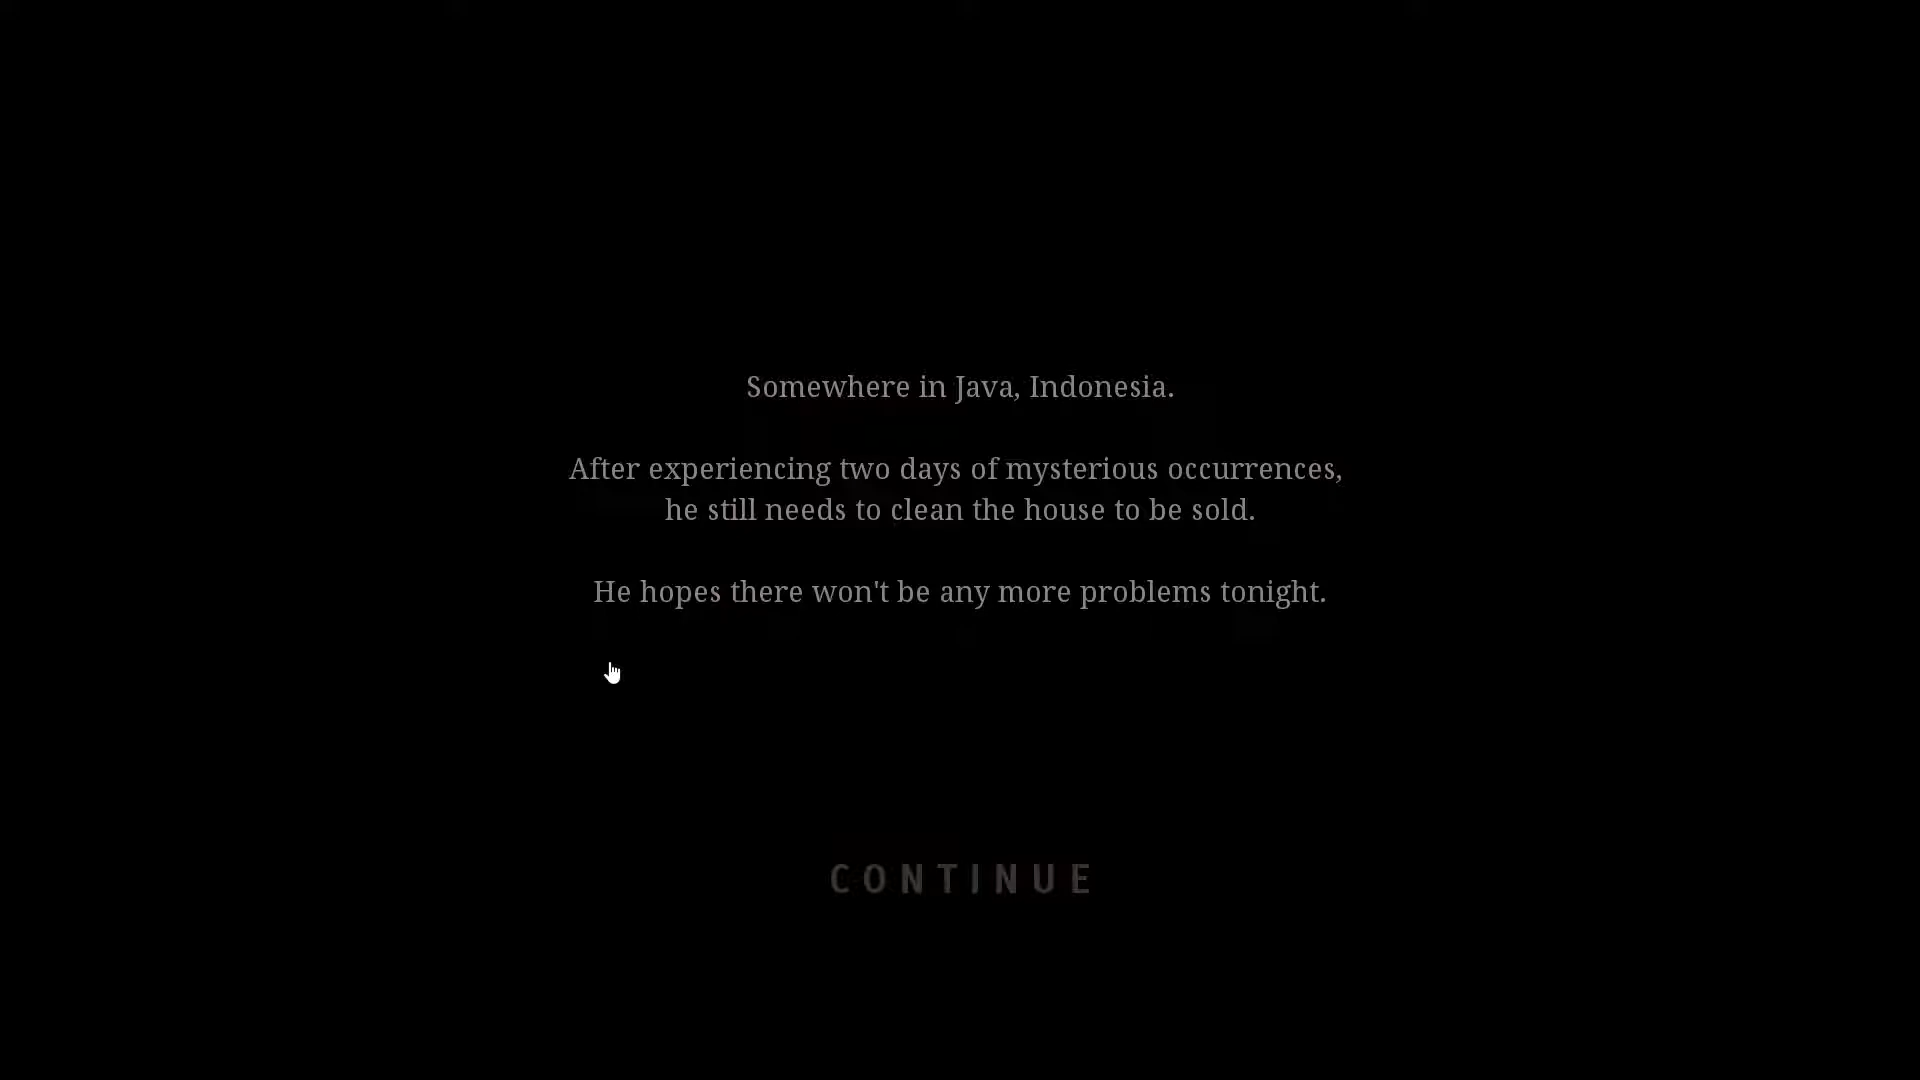 Somewhere in Java, Indonesia.
After experiencing two days of mysterious occurrences,
he still needs to clean the house to be sold.
He hopes there won't be any more problems tonight.
CONTINUE